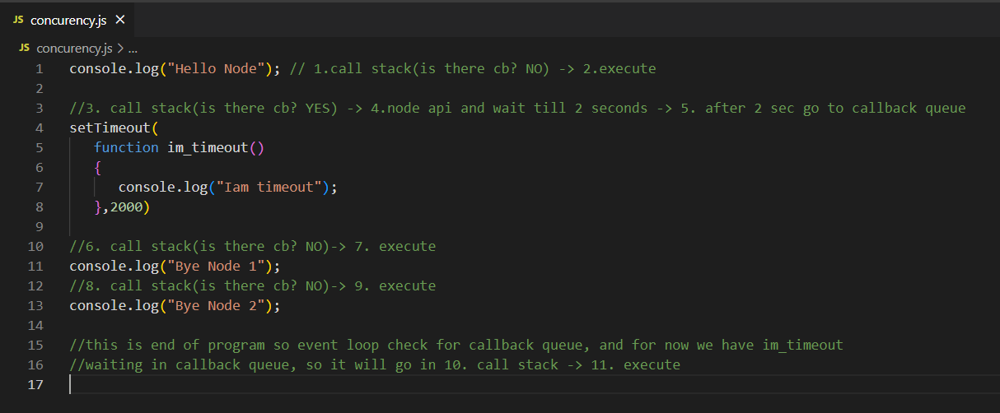 JS concurency.js ×
JS concurency.js > ...
1 console.log("Hello Node"); // 1.call stack(is there cb? NO) -> 2.execute
2
3 //3. call stack(is there cb? YES) -> 4.node api and wait till 2 seconds -> 5. after 2 sec go to callback queue
4 setTimeout(
5 function im_timeout()
6 {
7 console.log("Iam timeout");
8 },2000)
9
10 //6. call stack(is there cb? NO)-> 7. execute
11 console.log("Bye Node 1");
12 //8. call stack(is there cb? NO)-> 9. execute
13 console.log("Bye Node 2");
14
15 //this is end of program so event loop check for callback queue, and for now we have im_timeout
16 //waiting in callback queue, so it will go in 10. call stack -> 11. execute
17